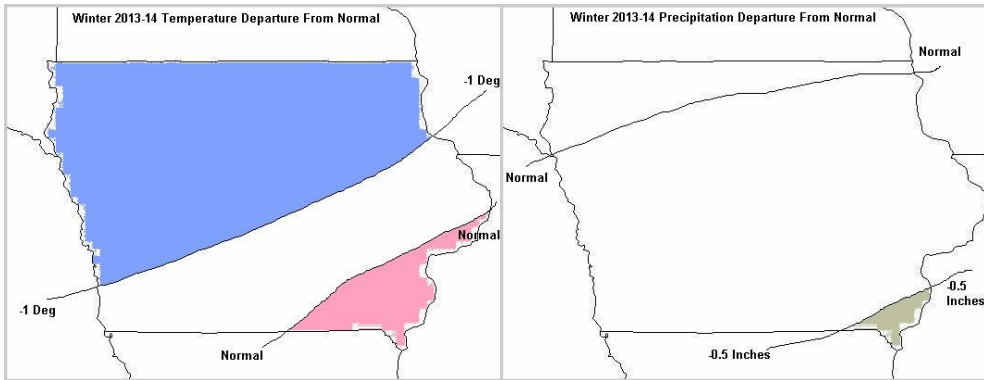 Winter 2013-14 Temperature Departure From Normal
-1 Deg
Normal
-1 Deg
Normal
Winter 2013-14 Precipitation Departure From Normal
Normal
Normal
-0.5
Inches
-0.5 Inches